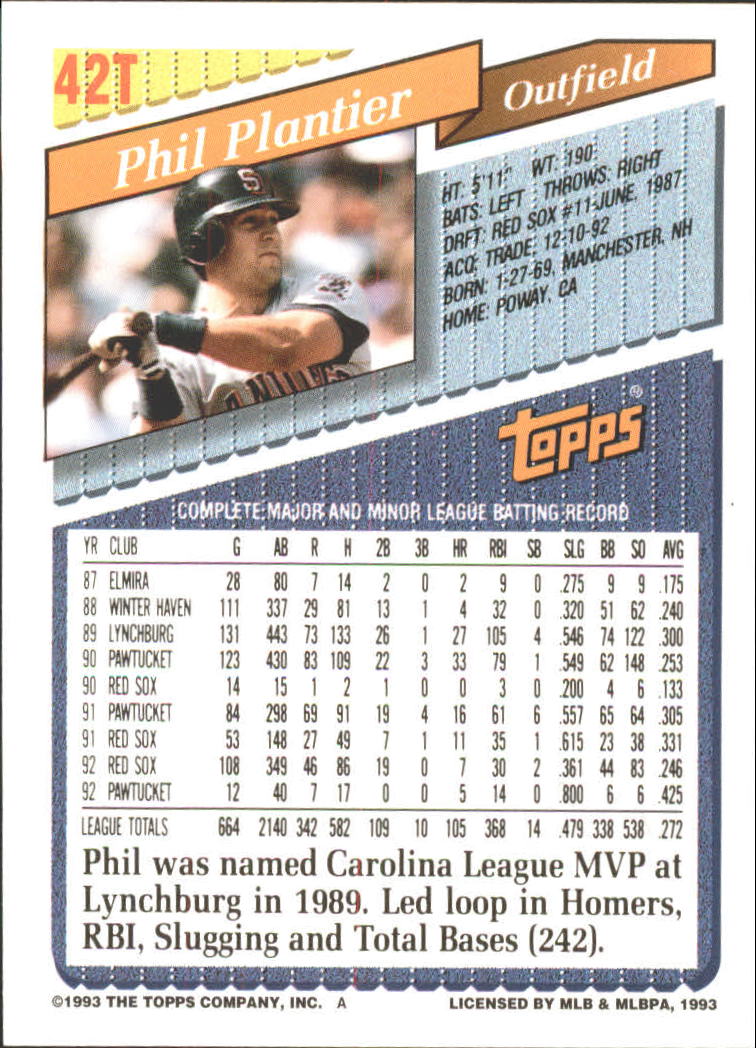 42T
Phil Plantier
Outfield
HT: 5'11" WT: 190
BATS: LEFT THROWS: RIGHT
DRFT: RED SOX #11-JUNE, 1987
ACQ: TRADE: 12-10-92
BORN: 1-27-69, MANCHESTER, NH
HOME: POWAY, CA
S
Topps ®
COMPLETE MAJOR AND MINOR LEAGUE BATTING RECORD
YR CLUB G AB R H 2B 3B HR RBI SB SLG BB SO AVG
87 ELMIRA 28 80 7 14 2 0 2 9 0 .275 9 9 .175
88 WINTER HAVEN 111 337 29 81 13 1 4 32 0 .320 51 62 .240
89 LYNCHBURG 131 443 73 133 26 1 27 105 4 .546 74 122 .300
90 PAWTUCKET 123 430 83 109 22 3 33 79 1 .549 62 148 .253
90 RED SOX 14 15 1 2 1 0 0 3 0 .200 4 6 .133
91 PAWTUCKET 84 298 69 91 19 4 16 61 6 .557 65 64 .305
91 RED SOX 53 148 27 49 7 1 11 35 1 .615 23 38 .331
92 RED SOX 108 349 46 86 19 0 7 30 2 .361 44 83 .246
92 PAWTUCKET 12 40 7 17 0 0 5 14 0 .800 6 6 .425
LEAGUE TOTALS 664 2140 342 582 109 10 105 368 14 .479 338 538 .272
Phil was named Carolina League MVP at
Lynchburg in 1989. Led loop in Homers,
RBI, Slugging and Total Bases (242).
©1993 THE TOPPS COMPANY, INC. A LICENSED BY MLB & MLBPA, 1993